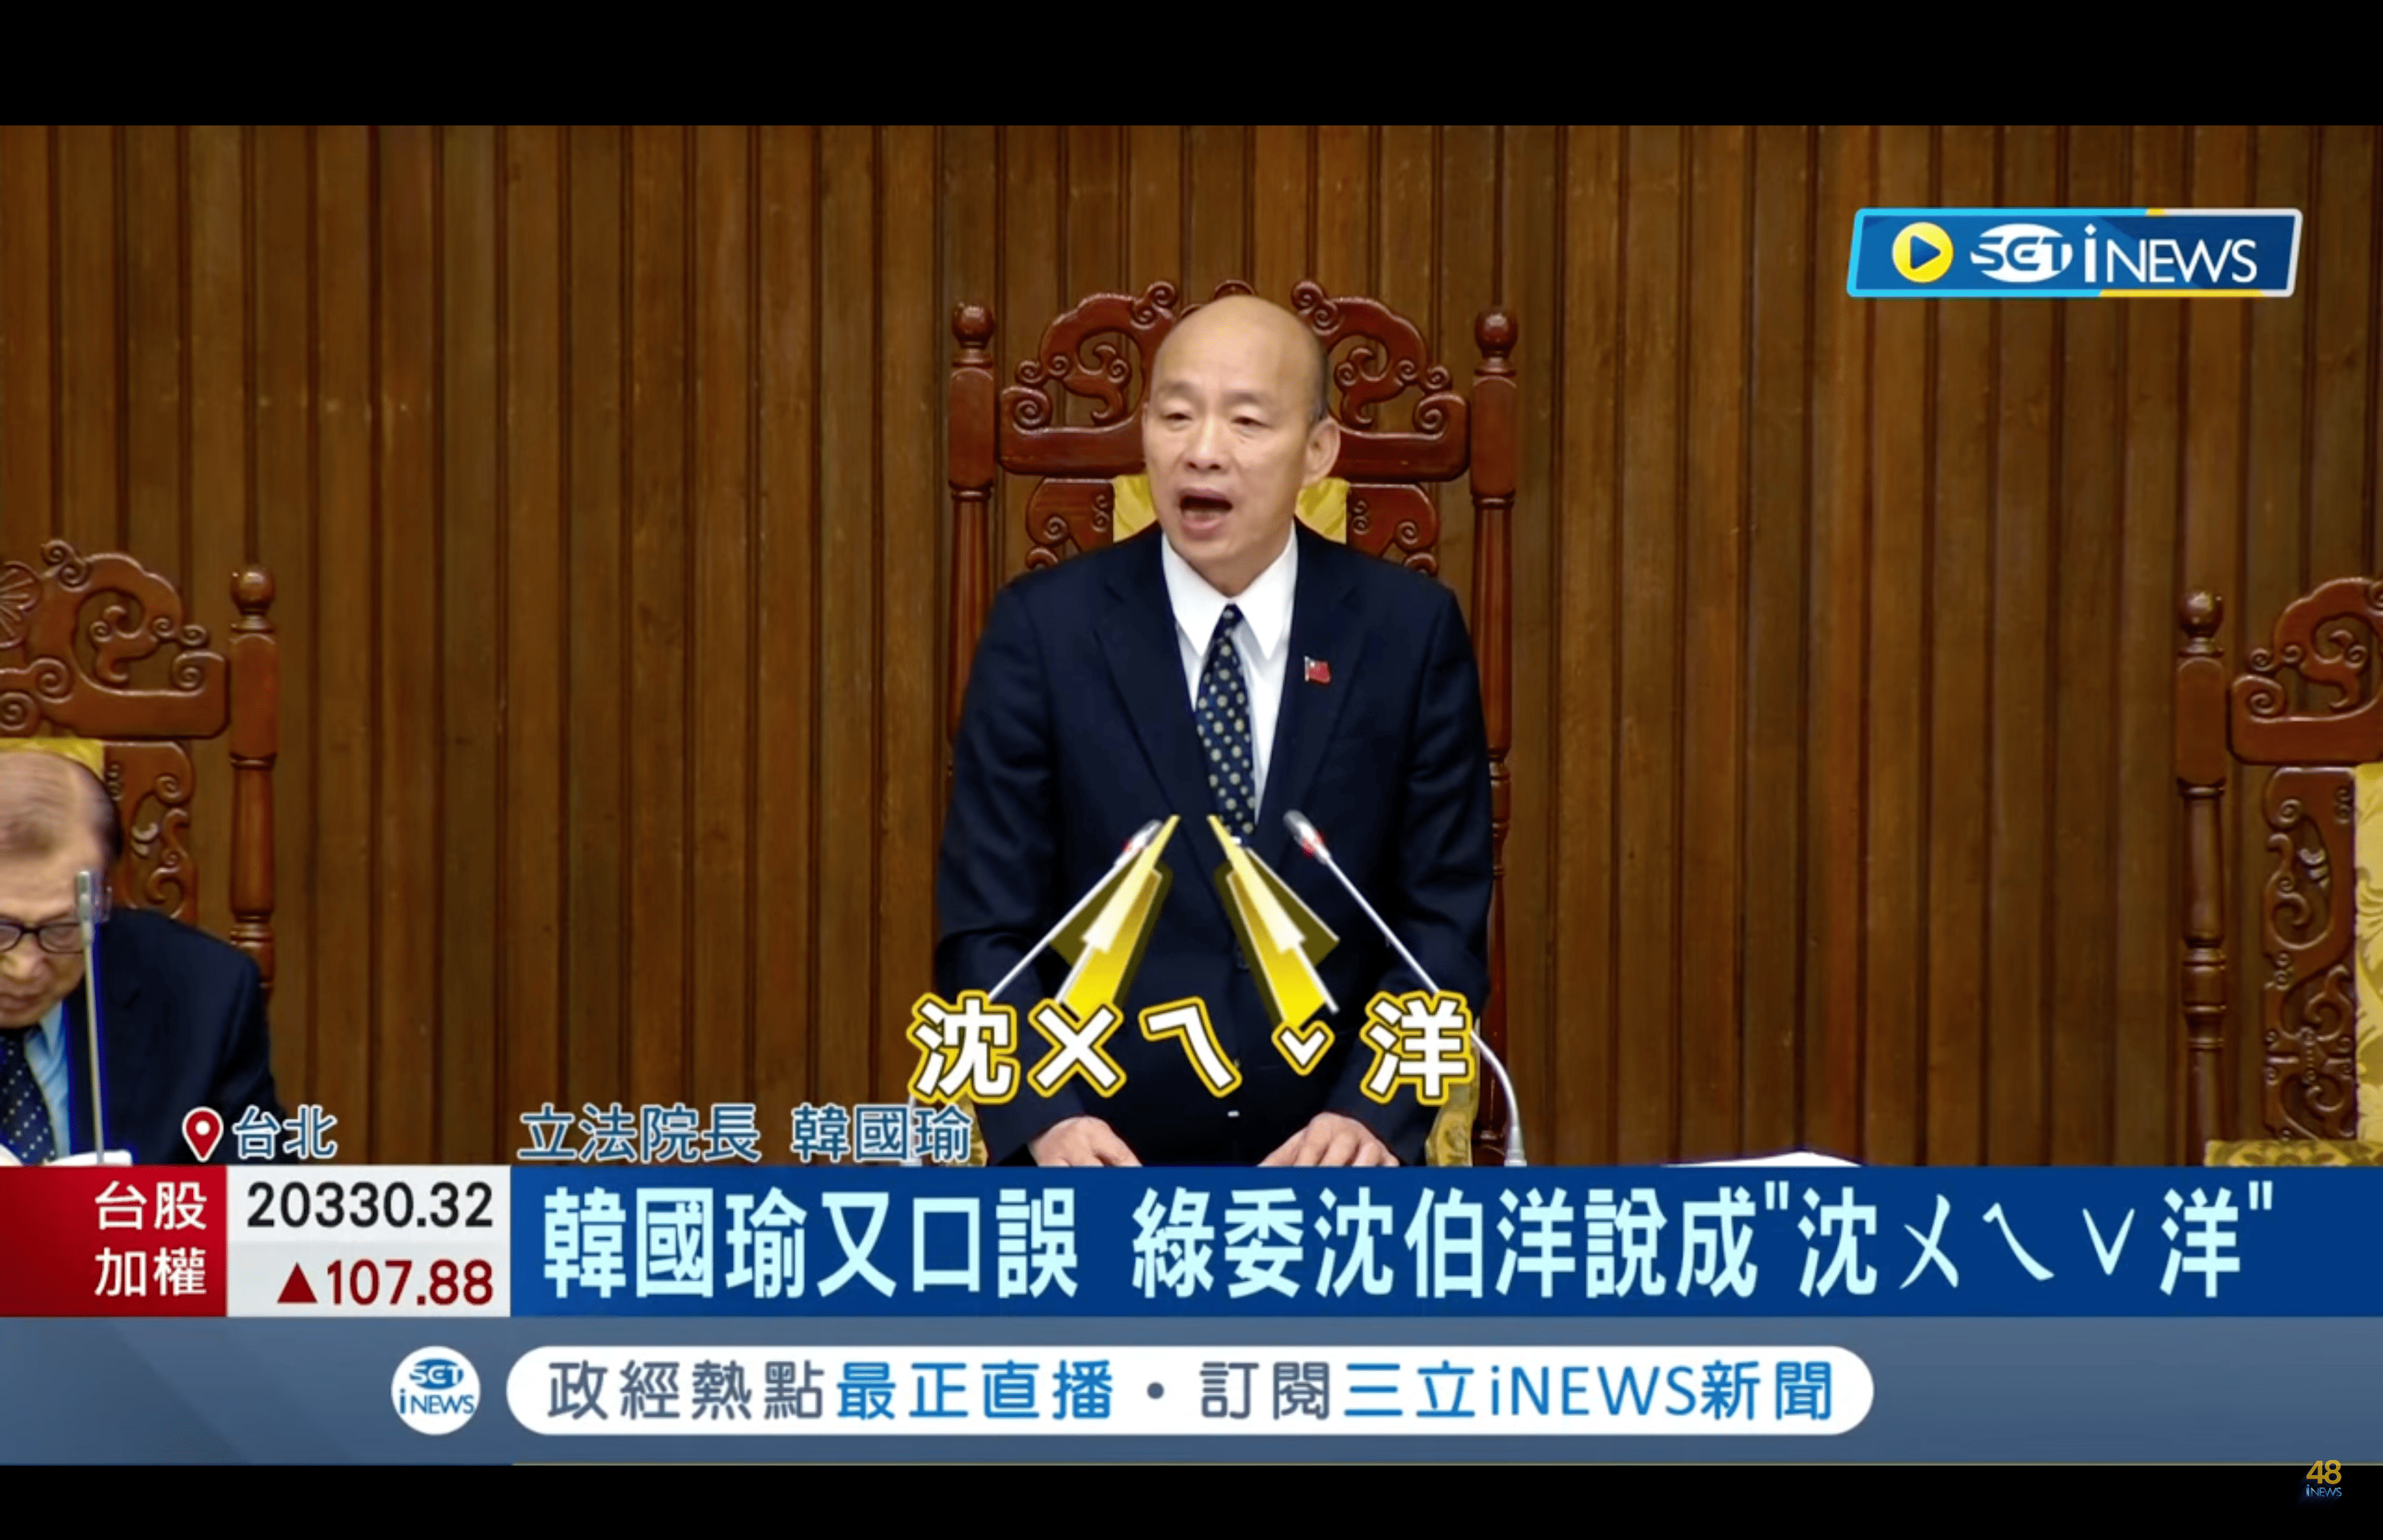 SET iNEWS
沈ㄨㄟˇ洋
台北
立法院長 韓國瑜
台股
加權
20330.32
▲107.88
韓國瑜又口誤 綠委沈伯洋說成"沈ㄨㄟˇ洋"
SET
iNEWS
政經熱點最正直播・訂閱三立iNEWS新聞
48
iNEWS